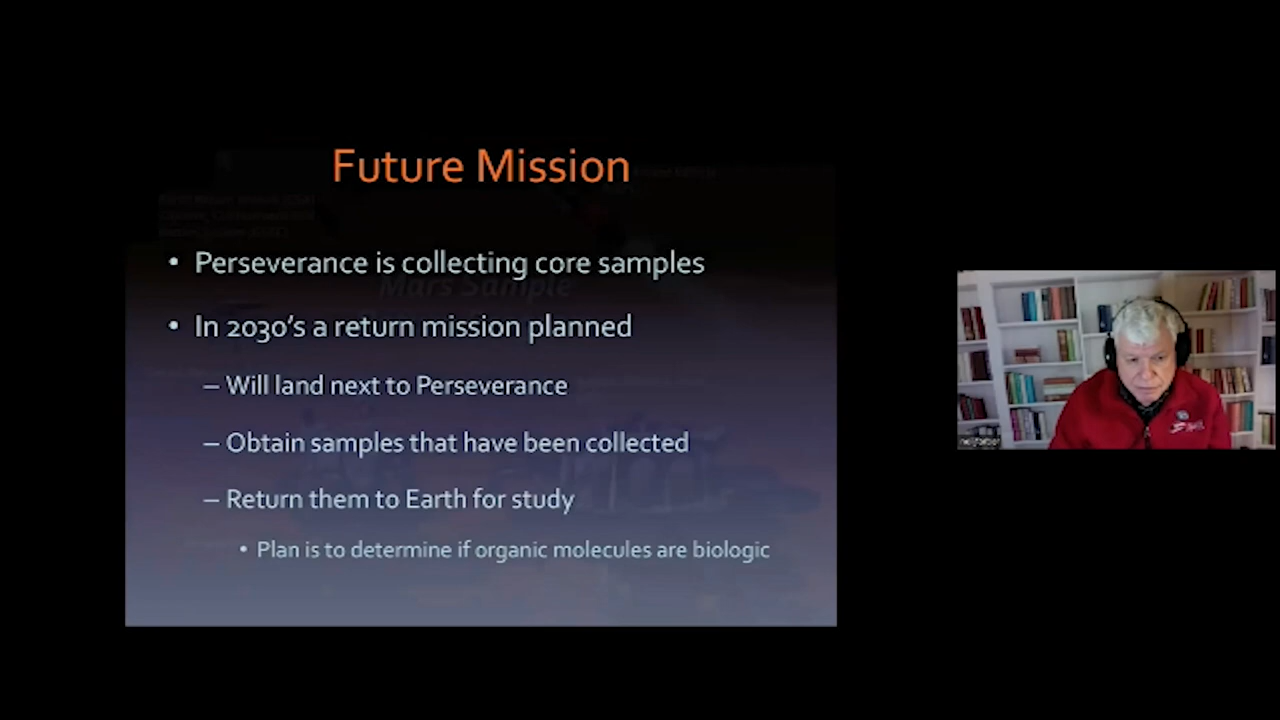 Future Mission
• Perseverance is collecting core samples
Mars Sample
• In 2030's a return mission planned
– Will land next to Perseverance
– Obtain samples that have been collected
– Return them to Earth for study
• Plan is to determine if organic molecules are biologic